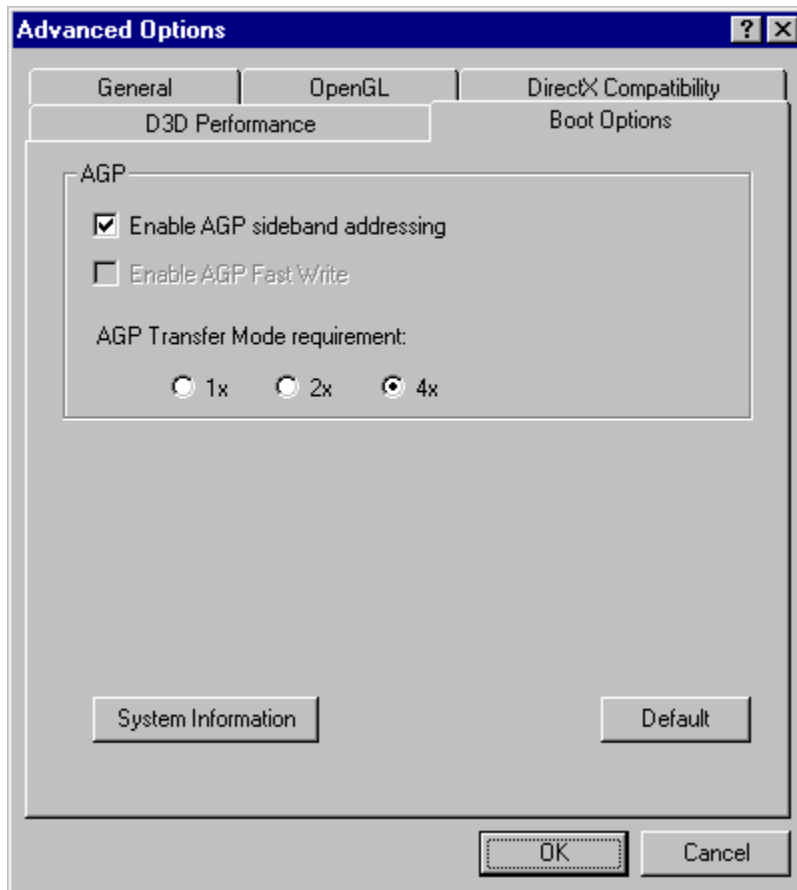 Advanced Options
General OpenGL DirectX Compatibility
D3D Performance Boot Options
AGP
Enable AGP sideband addressing
Enable AGP Fast Write
AGP Transfer Mode requirement:
1x 2x 4x
System Information Default
OK Cancel